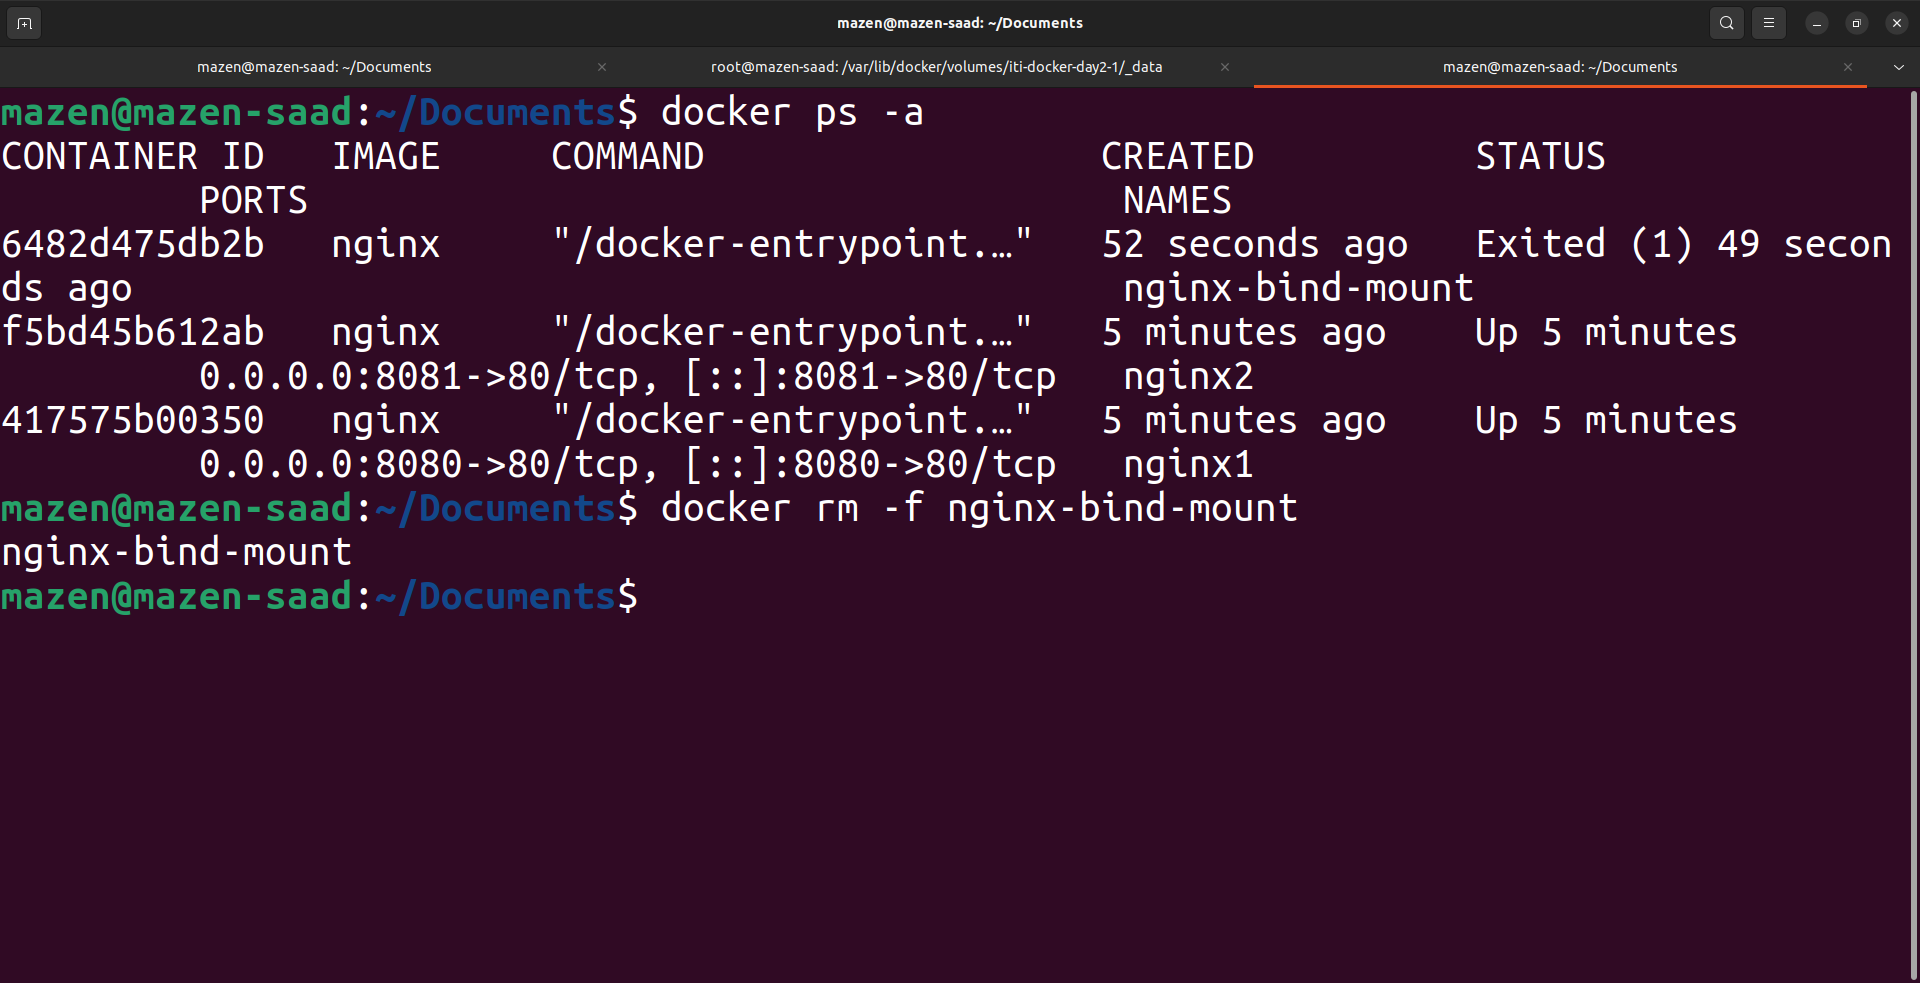 mazen@mazen-saad: ~/Documents
mazen@mazen-saad: ~/Documents
root@mazen-saad: /var/lib/docker/volumes/iti-docker-day2-1/_data
mazen@mazen-saad: ~/Documents
mazen@mazen-saad:~/Documents$ docker ps -a
CONTAINER ID   IMAGE     COMMAND                  CREATED          STATUS
         PORTS                                     NAMES
6482d475db2b   nginx     "/docker-entrypoint.…"   52 seconds ago   Exited (1) 49 secon
ds ago                                             nginx-bind-mount
f5bd45b612ab   nginx     "/docker-entrypoint.…"   5 minutes ago    Up 5 minutes
         0.0.0.0:8081->80/tcp, [::]:8081->80/tcp   nginx2
417575b00350   nginx     "/docker-entrypoint.…"   5 minutes ago    Up 5 minutes
         0.0.0.0:8080->80/tcp, [::]:8080->80/tcp   nginx1
mazen@mazen-saad:~/Documents$ docker rm -f nginx-bind-mount
nginx-bind-mount
mazen@mazen-saad:~/Documents$